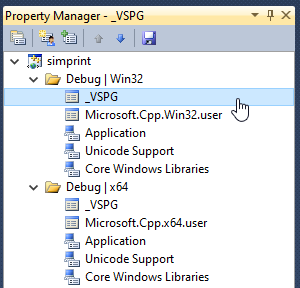 Property Manager - _VSPG
simprint
Debug | Win32
_VSPG
Microsoft.Cpp.Win32.user
Application
Unicode Support
Core Windows Libraries
Debug | x64
_VSPG
Microsoft.Cpp.x64.user
Application
Unicode Support
Core Windows Libraries